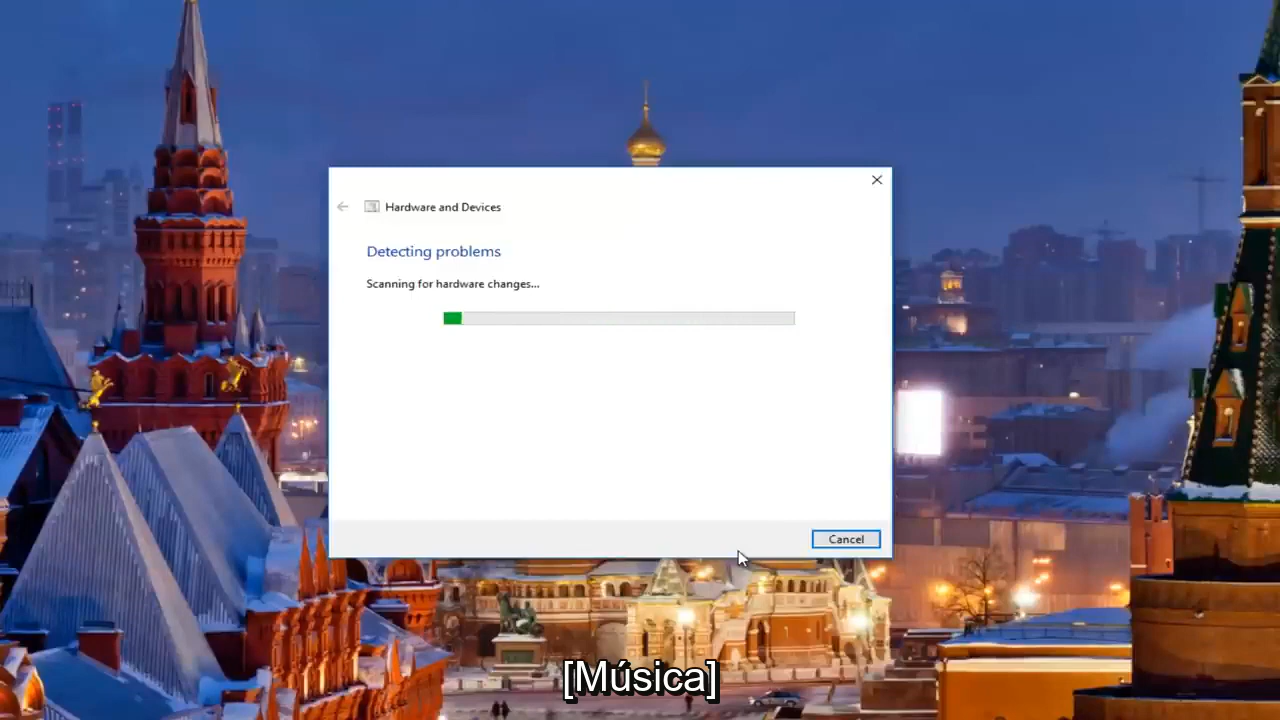 Hardware and Devices
Detecting problems
Scanning for hardware changes...
Cancel
[Música]